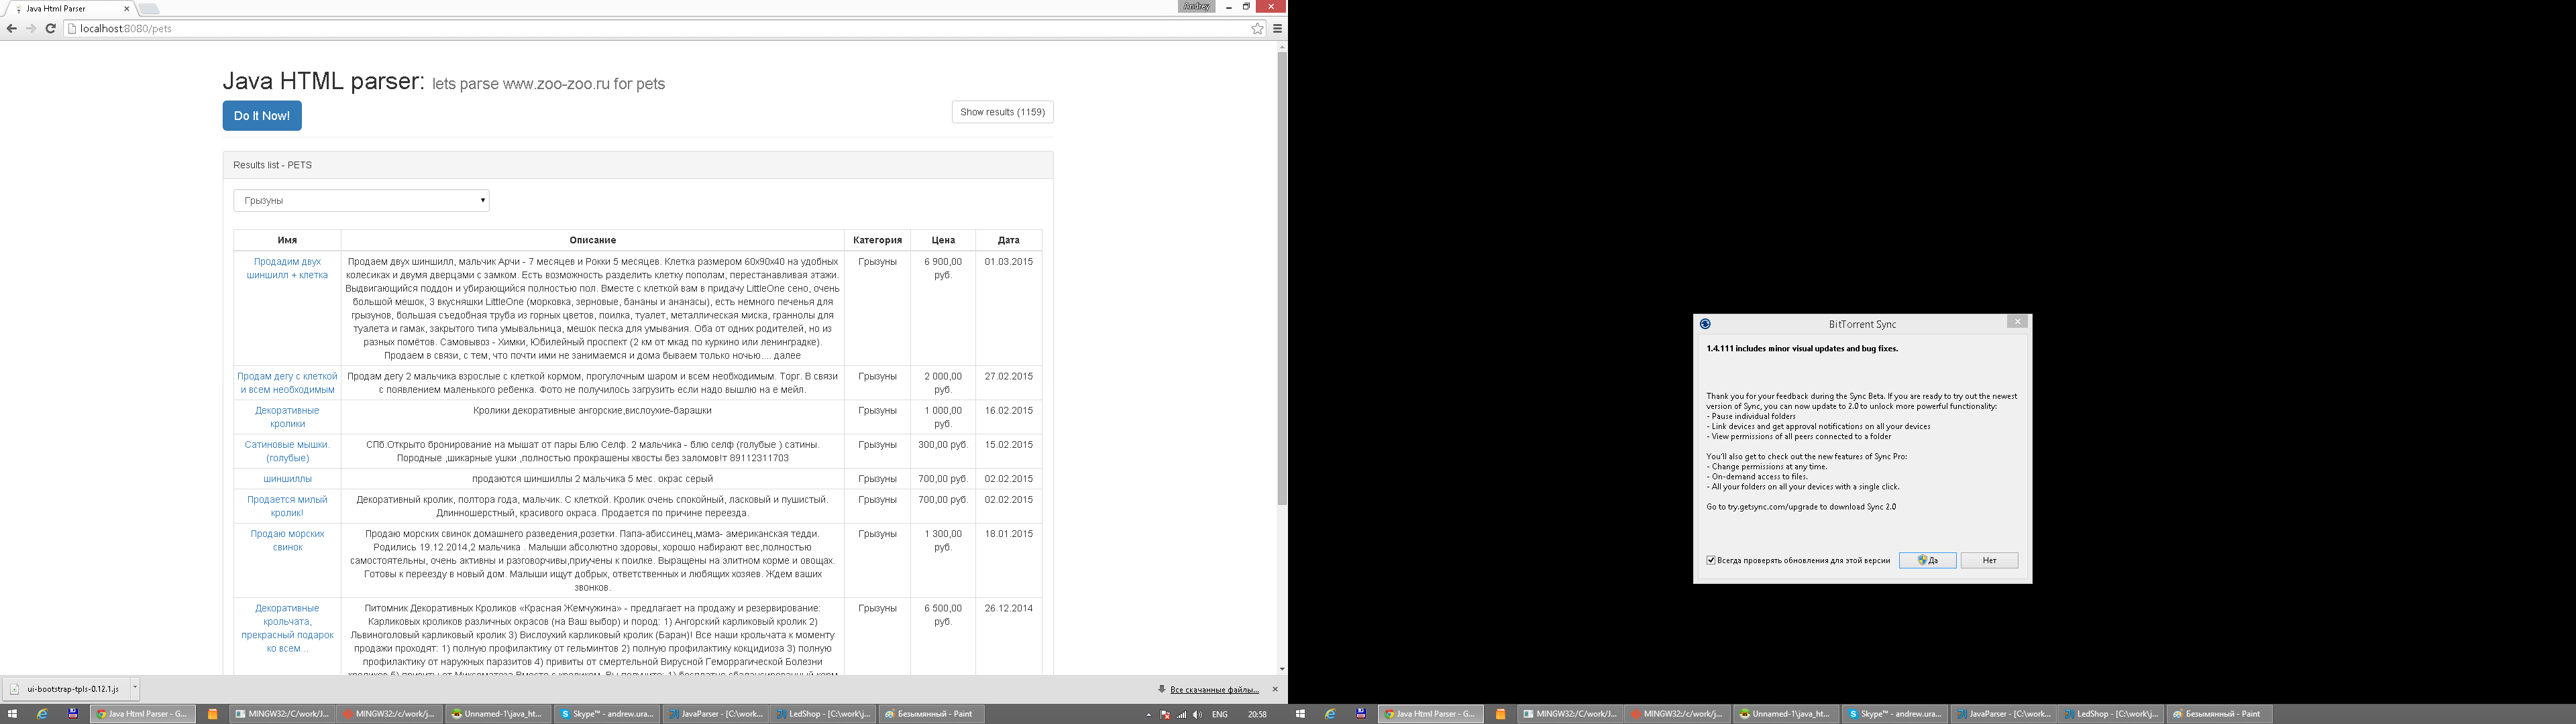 Java Html Parser
Andrey
localhost:8080/pets
Java HTML parser: lets parse www.zoo-zoo.ru for pets
Do It Now!
Show results (1159)
Results list - PETS
Грызуны
Имя Описание Категория Цена Дата
Продадим двух
шиншилл + клетка
Продаем двух шиншилл, мальчик Арчи - 7 месяцев и Рокки 5 месяцев. Клетка размером 60х90х40 на удобных
колесиках и двумя дверцами с замком. Есть возможность разделить клетку пополам, перестанавливая этажи.
Выдвигающийся поддон и убирающийся полностью пол. Вместе с клеткой вам в придачу LittleOne сено, очень
большой мешок, 3 вкусняшки LittleOne (морковка, зерновые, бананы и ананасы), есть немного печенья для
грызунов, большая съедобная труба из горных цветов, поилка, туалет, металлическая миска, граннолы для
туалета и гамак, закрытого типа умывальница, мешок песка для умывания. Оба от одних родителей, но из
разных помётов. Самовывоз - Химки, Юбилейный проспект (2 км от мкад по куркино или ленинградке).
Продаем в связи, с тем, что почти ими не занимаемся и дома бываем только ночью.... далее
Грызуны
6 900,00
руб.
01.03.2015
Продам дегу с клеткой
и всем необходимым
Продам дегу 2 мальчика взрослые с клеткой кормом, прогулочным шаром и всем необходимым. Торг. В связи
с появлением маленького ребенка. Фото не получилось загрузить если надо вышлю на е мейл.
Грызуны
2 000,00
руб.
27.02.2015
Декоративные
кролики
Кролики декоративные ангорские,вислоухие-барашки
Грызуны
1 000,00
руб.
16.02.2015
Сатиновые мышки.
(голубые)
СПб.Открыто бронирование на мышат от пары Блю Селф. 2 мальчика - блю селф (голубые ) сатины.
Породные ,шикарные ушки ,полностью прокрашены хвосты без заломов!т 89112311703
Грызуны
300,00 руб.
15.02.2015
шиншиллы
продаются шиншиллы 2 мальчика 5 мес. окрас серый
Грызуны
700,00 руб.
02.02.2015
Продается милый
кролик!
Декоративный кролик, полтора года, мальчик. С клеткой. Кролик очень спокойный, ласковый и пушистый.
Длинношерстный, красивого окраса. Продается по причине переезда.
Грызуны
700,00 руб.
02.02.2015
Продаю морских
свинок
Продаю морских свинок домашнего разведения,розетки. Папа-абиссинец,мама- американская тедди.
Родились 19.12.2014,2 мальчика . Малыши абсолютно здоровы, хорошо набирают вес,полностью
самостоятельны, очень активны и разговорчивы,приучены к поилке. Выращены на элитном корме и овощах.
Готовы к переезду в новый дом. Малыши ищут добрых, ответственных и любящих хозяев. Ждем ваших
звонков.
Грызуны
1 300,00
руб.
18.01.2015
Декоративные
крольчата,
прекрасный подарок
ко всем...
Питомник Декоративных Кроликов «Красная Жемчужина» - предлагает на продажу и резервирование:
Карликовых кроликов различных окрасов (на Ваш выбор) и пород: 1) Ангорский карликовый кролик 2)
Львиноголовый карликовый кролик 3) Вислоухий карликовый кролик (Баран)! Все наши крольчата к моменту
продажи проходят: 1) полную профилактику от гельминтов 2) полную профилактику кокцидиоза 3) полную
профилактику от наружных паразитов 4) привиты от смертельной Вирусной Геморрагической Болезни
кроликов 5) привиты от Миксоматоза Вместе с кроликом, Вы получите: 1) бесплатно сбалансированный корм
Грызуны
6 500,00
руб.
26.12.2014
ui-bootstrap-tpls-0.12.1.js
Все скачанные файлы...
Java Html Parser - G...
MINGW32:/C/work/J...
MINGW32:/c/work/j...
Unnamed-1\java_ht...
Skype™ - andrew.ura...
JavaParser - [C:\work...
LedShop - [C:\work\j...
Безымянный - Paint
ENG
20:58
BitTorrent Sync
1.4.111 includes minor visual updates and bug fixes.
Thank you for your feedback during the Sync Beta. If you are ready to try out the newest
version of Sync, you can now update to 2.0 to unlock more powerful functionality:
- Pause individual folders
- Link devices and get approval notifications on all your devices
- View permissions of all peers connected to a folder
You'll also get to check out the new features of Sync Pro:
- Change permissions at any time.
- On-demand access to files.
- All your folders on all your devices with a single click.
Go to try.getsync.com/upgrade to download Sync 2.0
Всегда проверять обновления для этой версии
Да
Нет
Java Html Parser - G...
MINGW32:/C/work/J...
MINGW32:/c/work/j...
Unnamed-1\java_ht...
Skype™ - andrew.ura...
JavaParser - [C:\work...
LedShop - [C:\work\j...
Безымянный - Paint